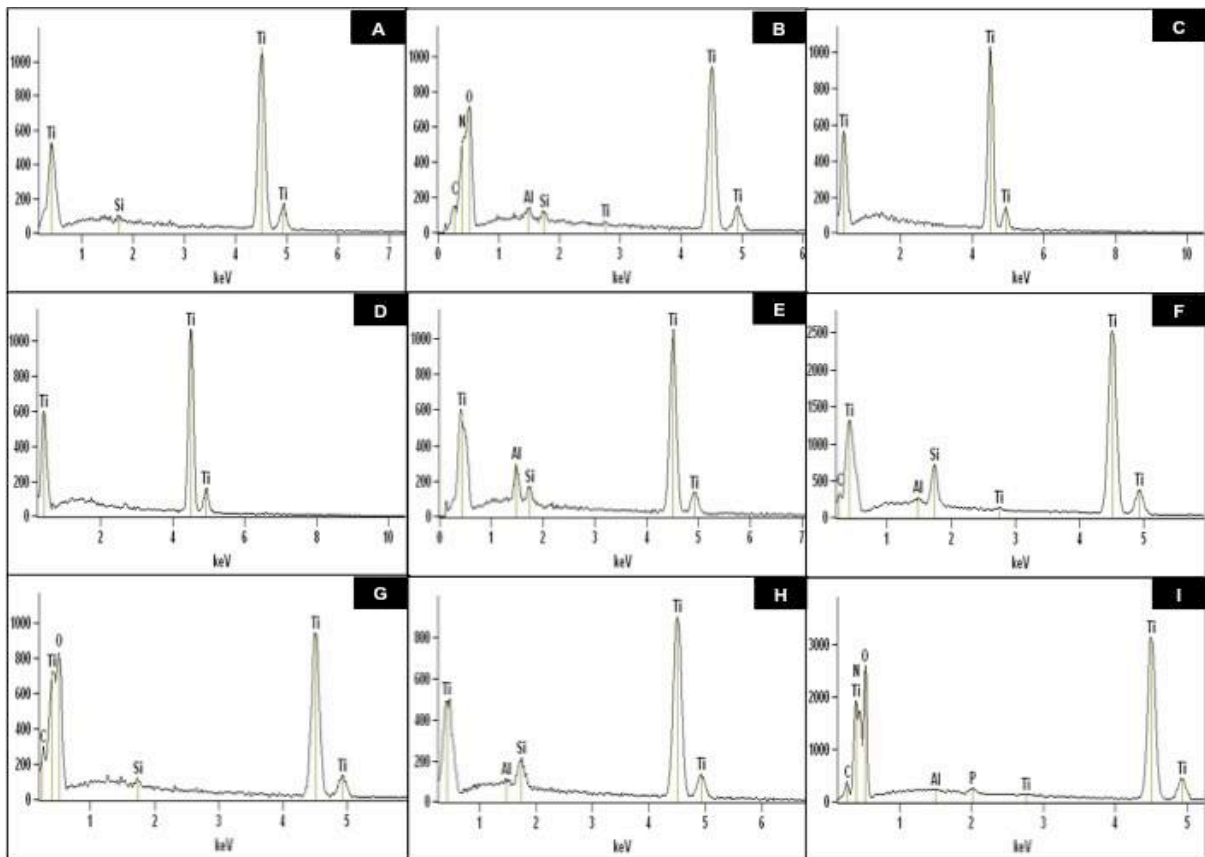 A
Ti
1000
800
600
Ti
400
200
Si
Ti
0
1 2 3 4 5 6 7
keV
B
1000
Ti
800
O
600
N
400
200
C
Al
Si
Ti
Ti
0
0 1 2 3 4 5 6
keV
C
Ti
1000
800
600
Ti
400
200
Ti
0
2 4 6 8 10
keV
D
Ti
1000
800
600
Ti
400
200
Ti
0
2 4 6 8 10
keV
E
Ti
1000
800
600
Ti
400
Al
200
Si
Ti
0
0 1 2 3 4 5 6 7
keV
F
2500
Ti
2000
1500
Ti
1000
Si
500
C
Al
Ti
Ti
0
1 2 3 4 5
keV
G
1000
Ti
800
Ti O
600
400
C
200
Si
Ti
0
1 2 3 4 5
keV
H
Ti
800
600
Ti
400
200
Al
Si
Ti
0
1 2 3 4 5 6
keV
I
Ti
3000
O
N
Ti
2000
1000
C
Al
P
Ti
Ti
0
1 2 3 4 5
keV